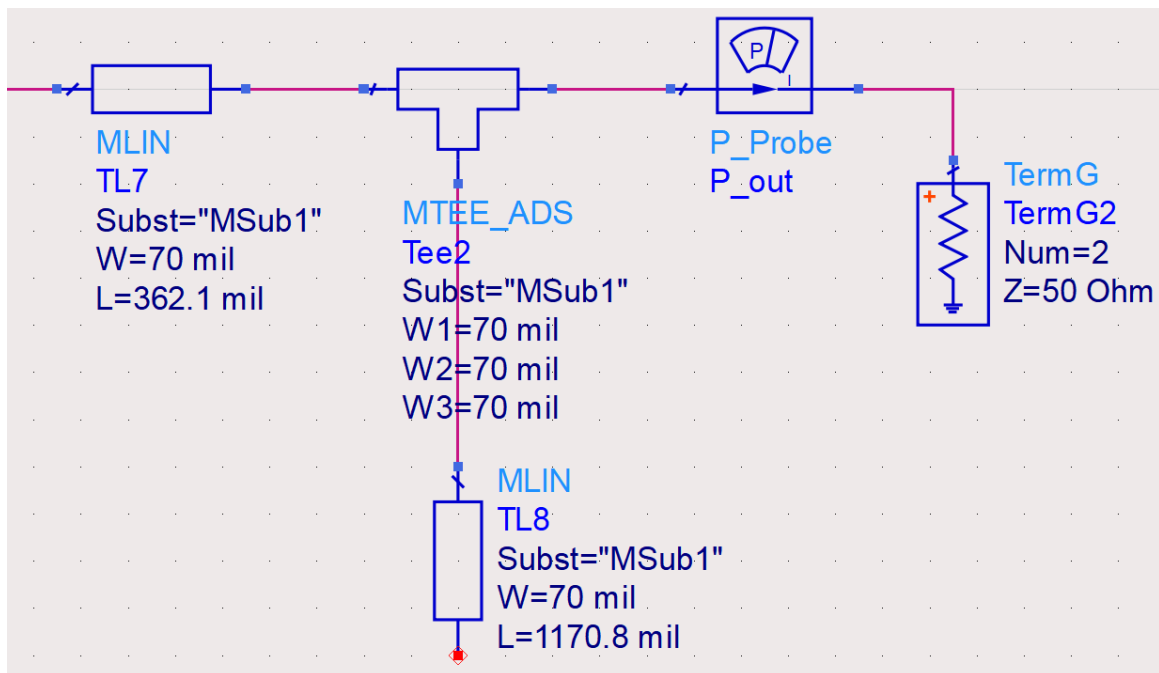 P
I
MLIN
TL7
Subst="MSub1"
W=70 mil
L=362.1 mil
MTEE_ADS
Tee2
Subst="MSub1"
W1=70 mil
W2=70 mil
W3=70 mil
P_Probe
P_out
+
TermG
TermG2
Num=2
Z=50 Ohm
MLIN
TL8
Subst="MSub1"
W=70 mil
L=1170.8 mil